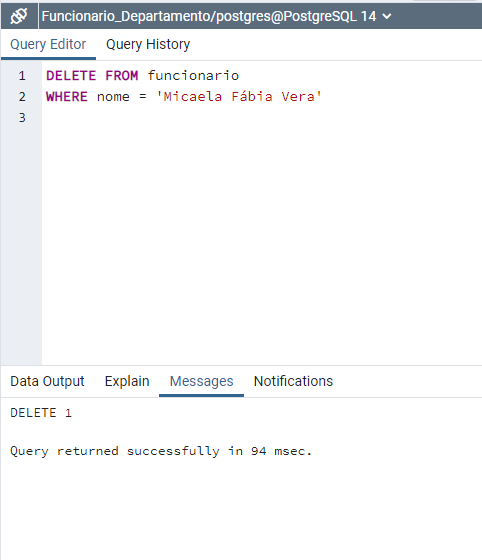 Funcionario_Departamento/postgres@PostgreSQL 14
Query Editor Query History
1 DELETE FROM funcionario
2 WHERE nome = 'Micaela Fábia Vera'
3
Data Output Explain Messages Notifications
DELETE 1
Query returned successfully in 94 msec.